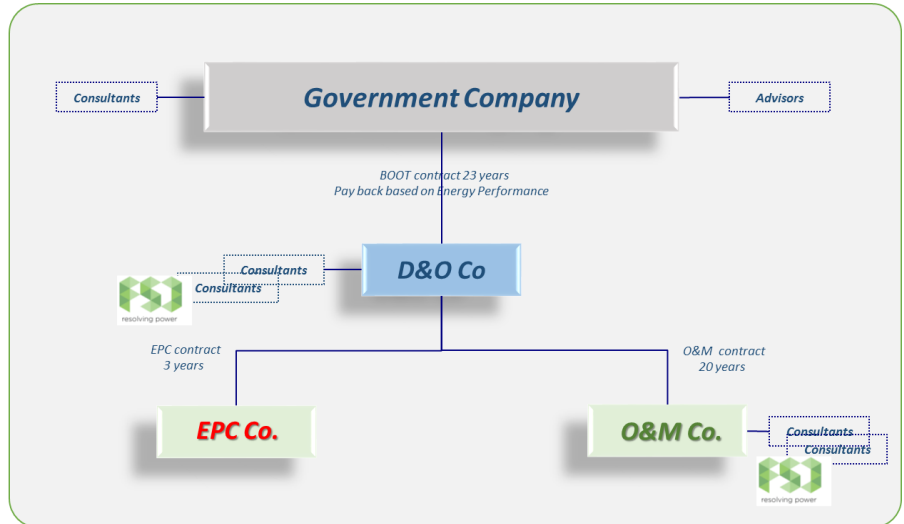 Government Company
Consultants
Advisors
BOOT contract 23 years
Pay back based on Energy Performance
D&O Co
Consultants
Consultants
resolving power
EPC contract
3 years
O&M contract
20 years
EPC Co.
O&M Co.
Consultants
Consultants
resolving power